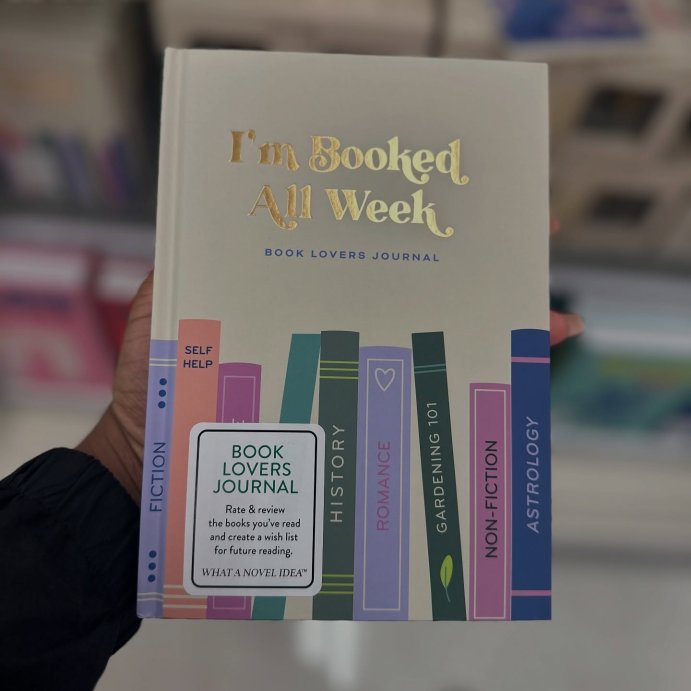 I'm Booked
All Week
BOOK LOVERS JOURNAL
FICTION
SELF
HELP
HISTORY
ROMANCE
GARDENING 101
NON-FICTION
ASTROLOGY
BOOK
LOVERS
JOURNAL
Rate & review
the books you've read
and create a wish list
for future reading.
WHAT A NOVEL IDEA™